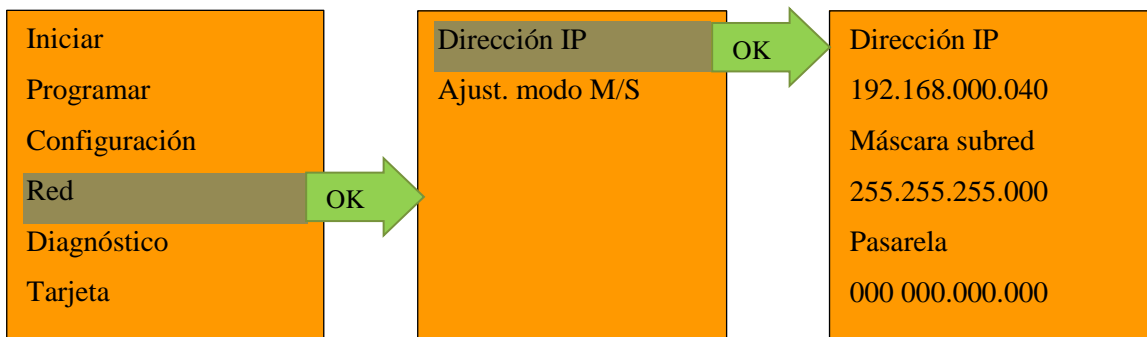 Iniciar
Programar
Configuración
Red
Diagnóstico
Tarjeta
OK
Dirección IP
Ajust. modo M/S
OK
Dirección IP
192.168.000.040
Máscara subred
255.255.255.000
Pasarela
000 000.000.000